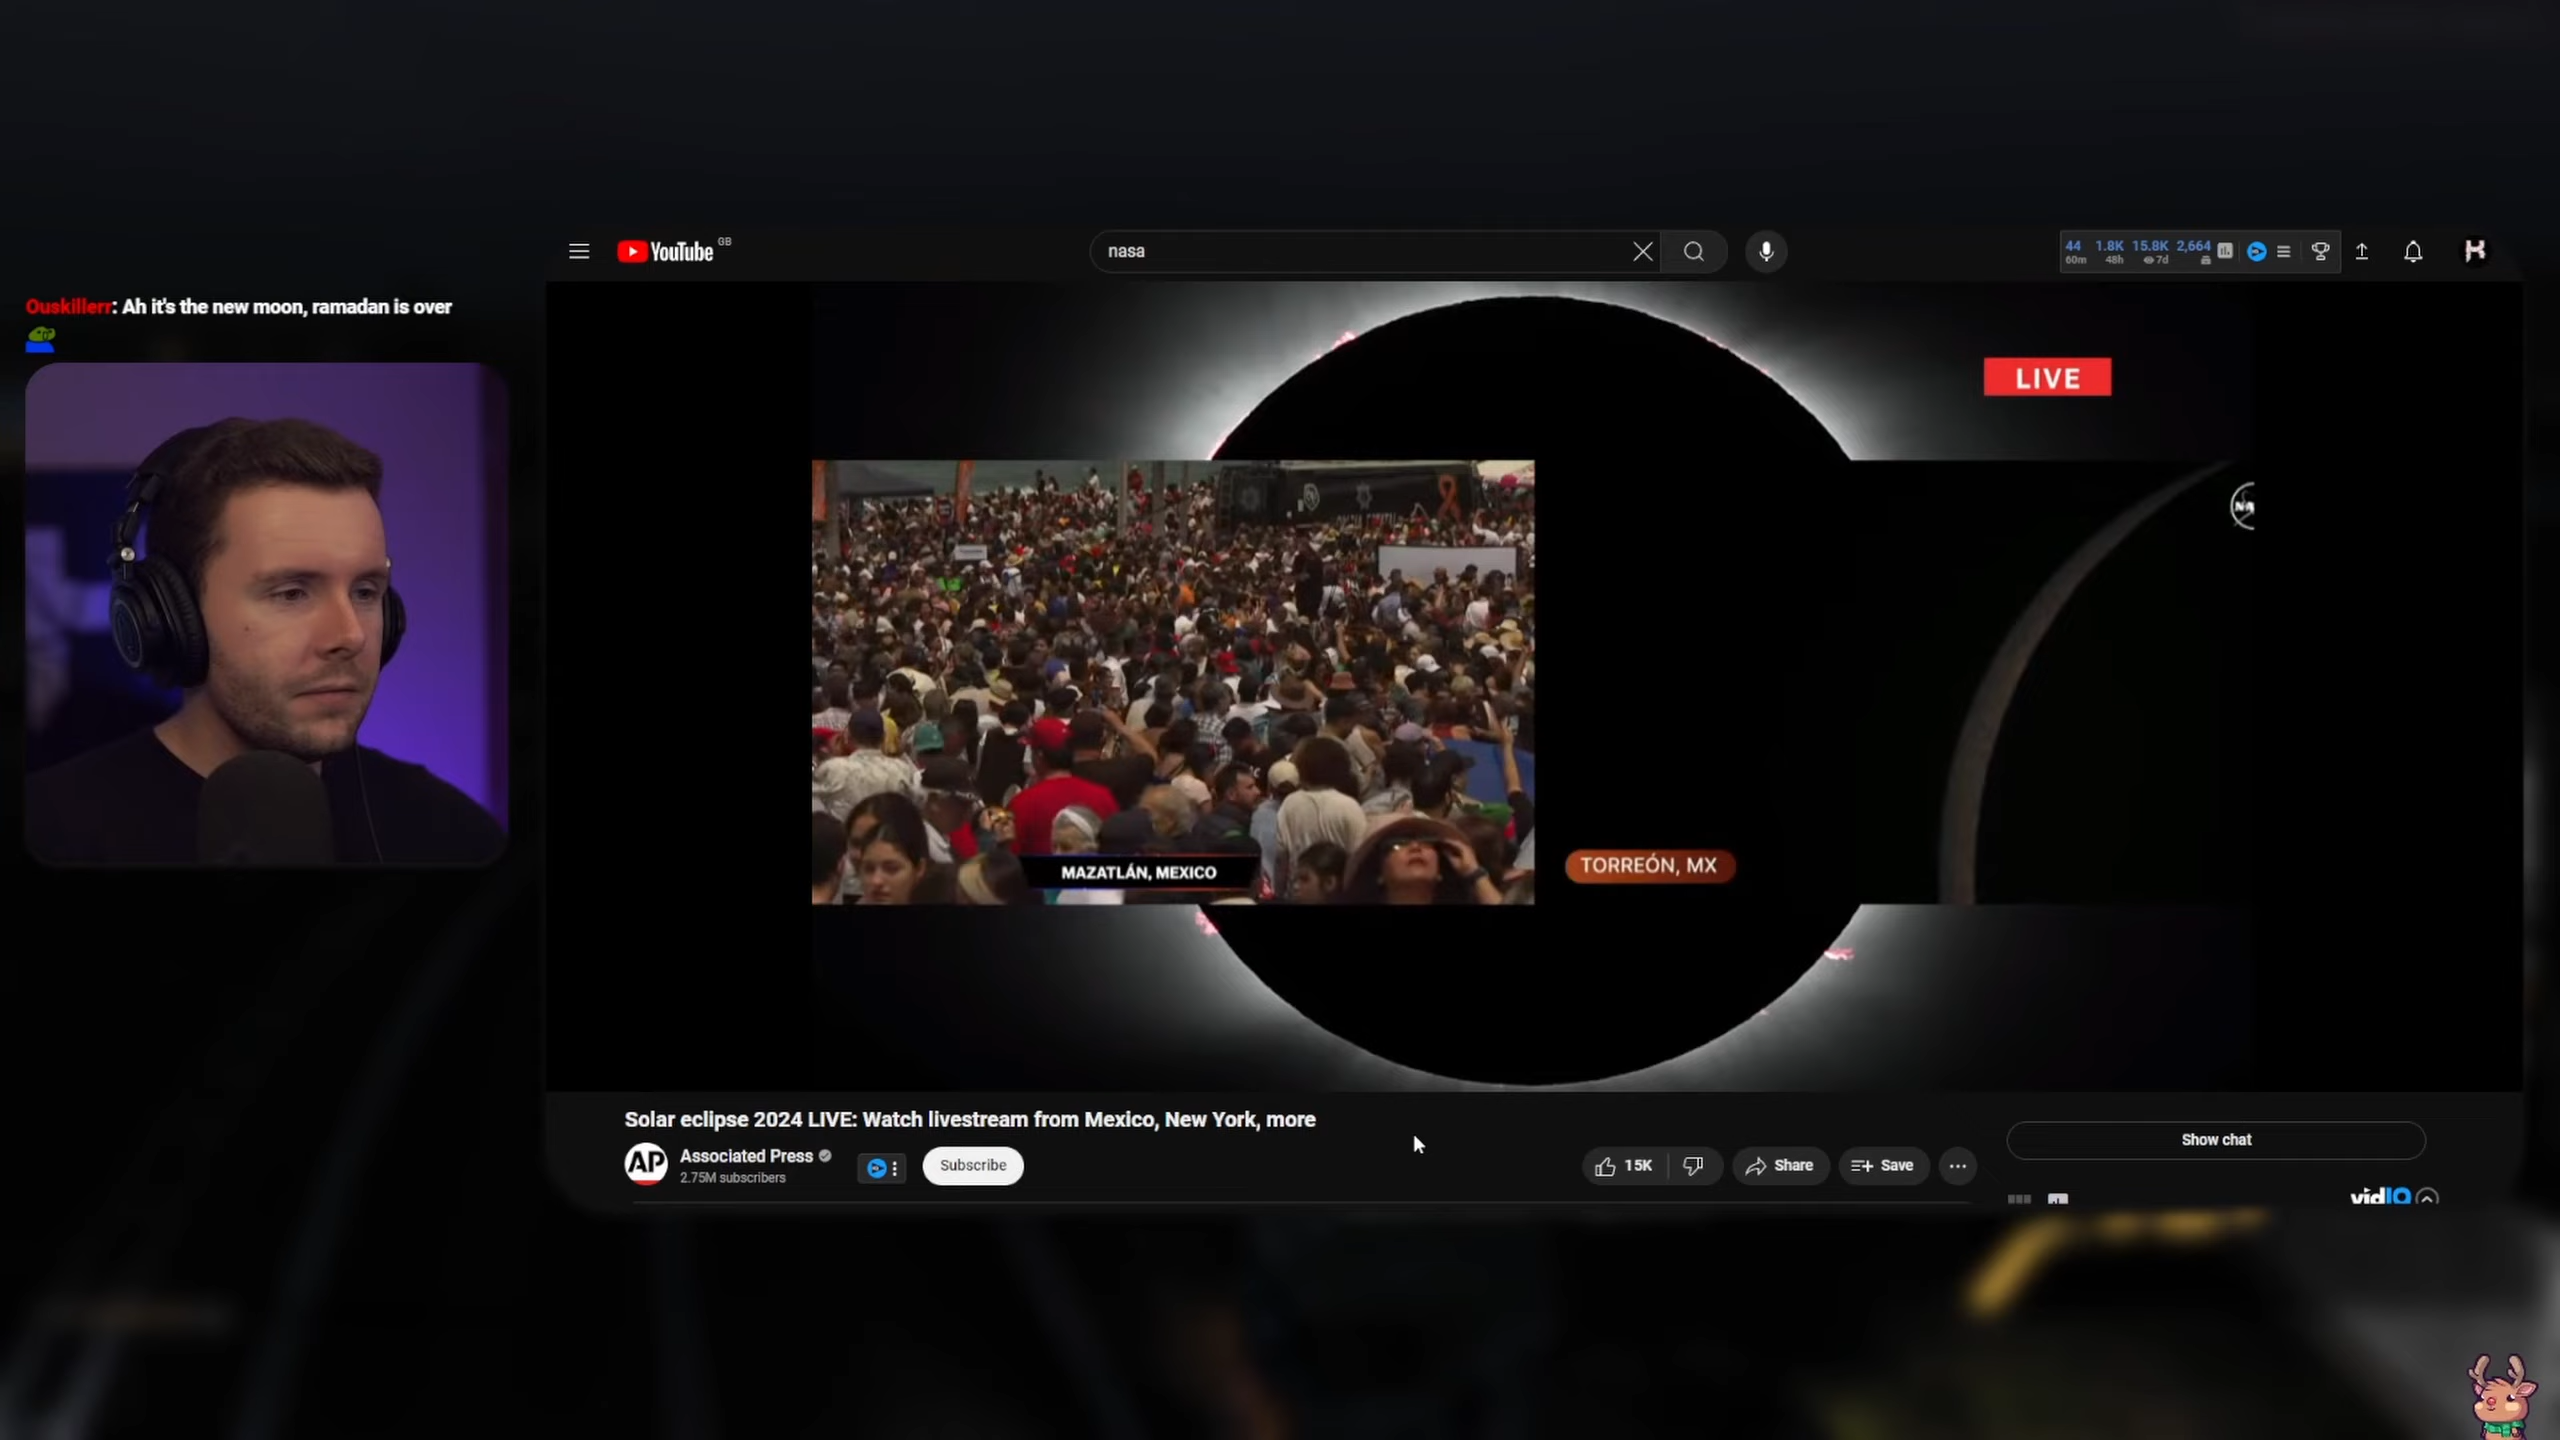 YouTube GB
nasa
44 1.8K 15.8K 2,664
60m 48h 7d
Ouskillerr: Ah it's the new moon, ramadan is over
LIVE
NA
MAZATLÁN, MEXICO
TORREÓN, MX
Solar eclipse 2024 LIVE: Watch livestream from Mexico, New York, more
AP
Associated Press
2.75M subscribers
Subscribe
15K
Share
Save
Show chat
vidIQ